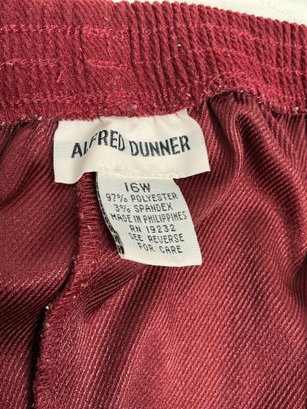 ALFRED DUNNER
16W
97% POLYESTER
3% SPANDEX
MADE IN PHILIPPINES
RN 19232
SEE REVERSE
FOR CARE